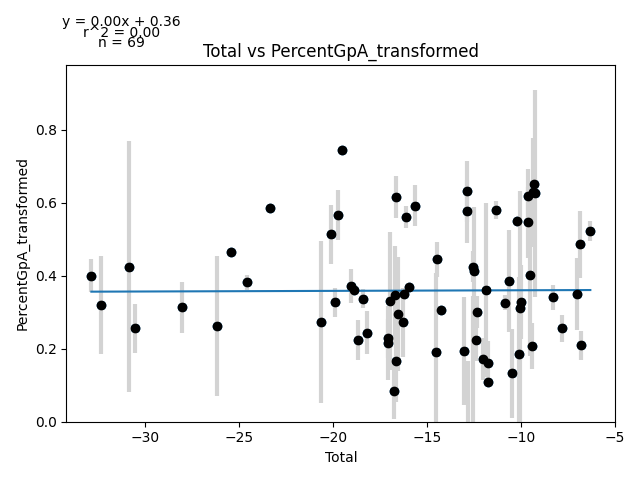 y = 0.00x + 0.36
r^2 = 0.00
n = 69
Total vs PercentGpA_transformed
PercentGpA_transformed
0.8
0.6
0.4
0.2
0.0
−30
−25
−20
−15
−10
−5
Total